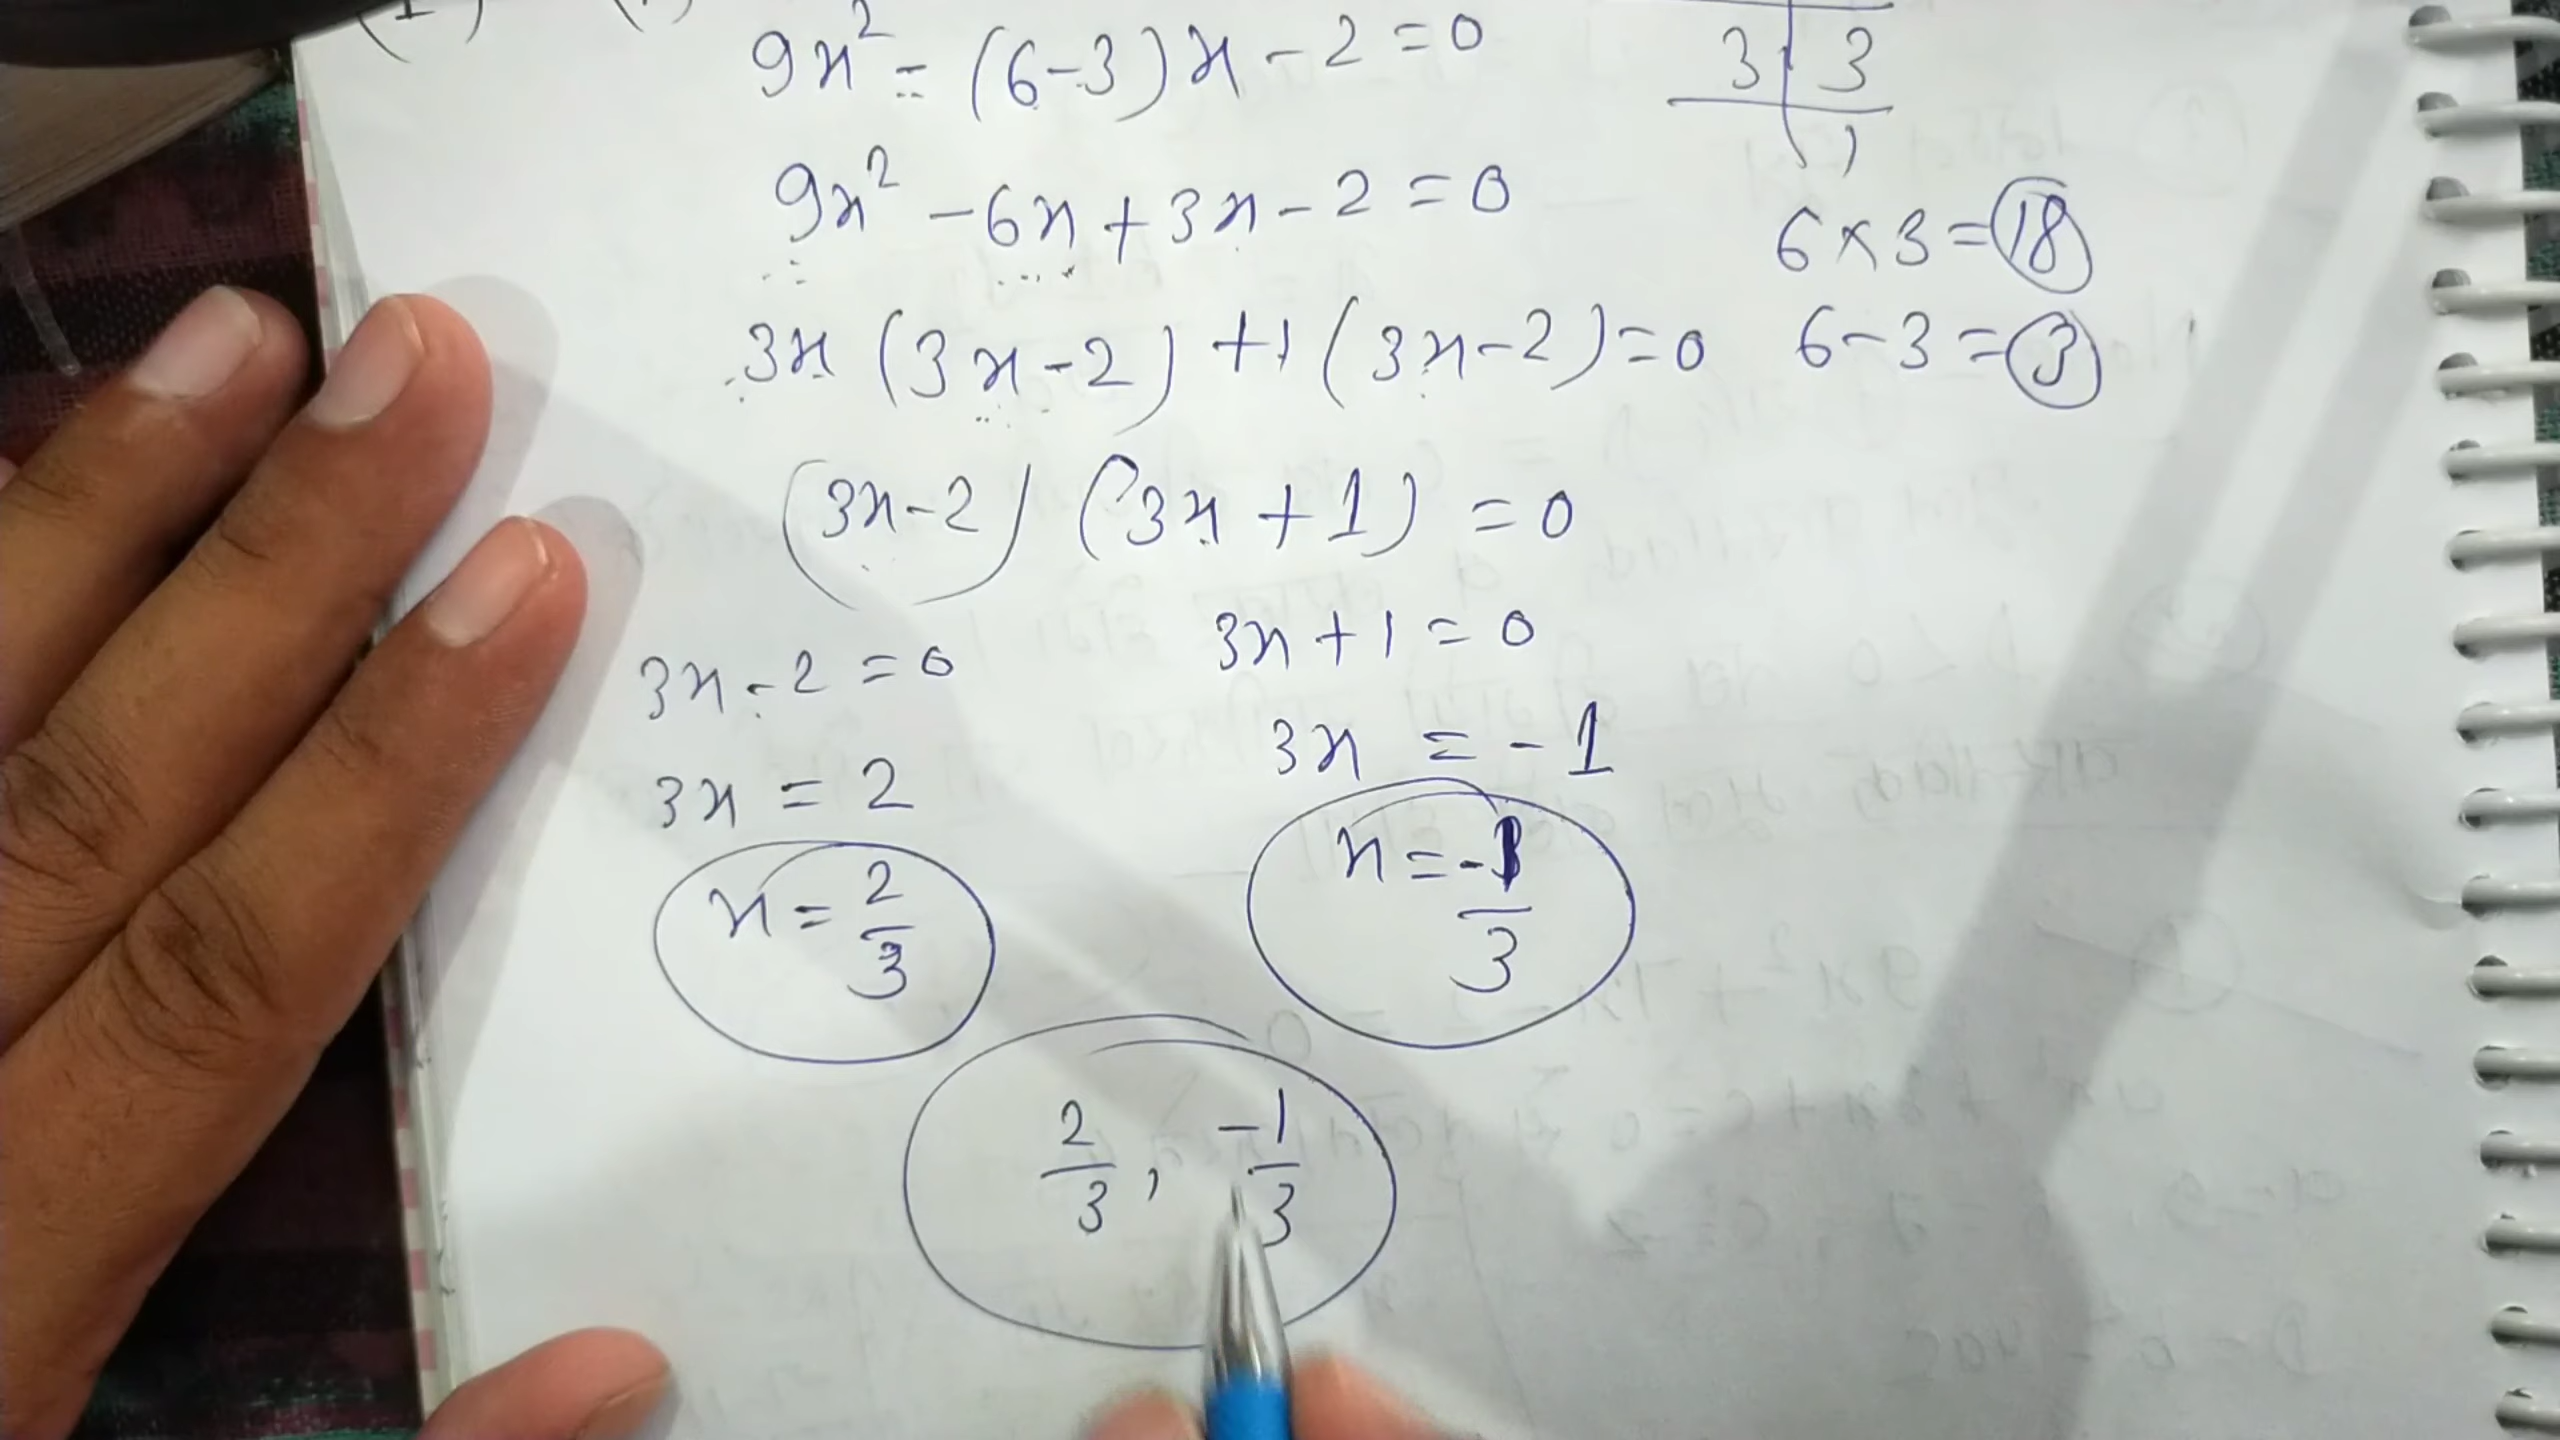 9x² = (6-3)x - 2 = 0
3 | 3
1
9x² - 6x + 3x - 2 = 0
6 × 3 = 18
3x (3x-2) + 1 (3x-2) = 0
6 - 3 = 3
(3x-2) (3x+1) = 0
3x - 2 = 0
3x + 1 = 0
3x = 2
3x = -1
x = 2/3
x = -1/3
2/3, -1/3